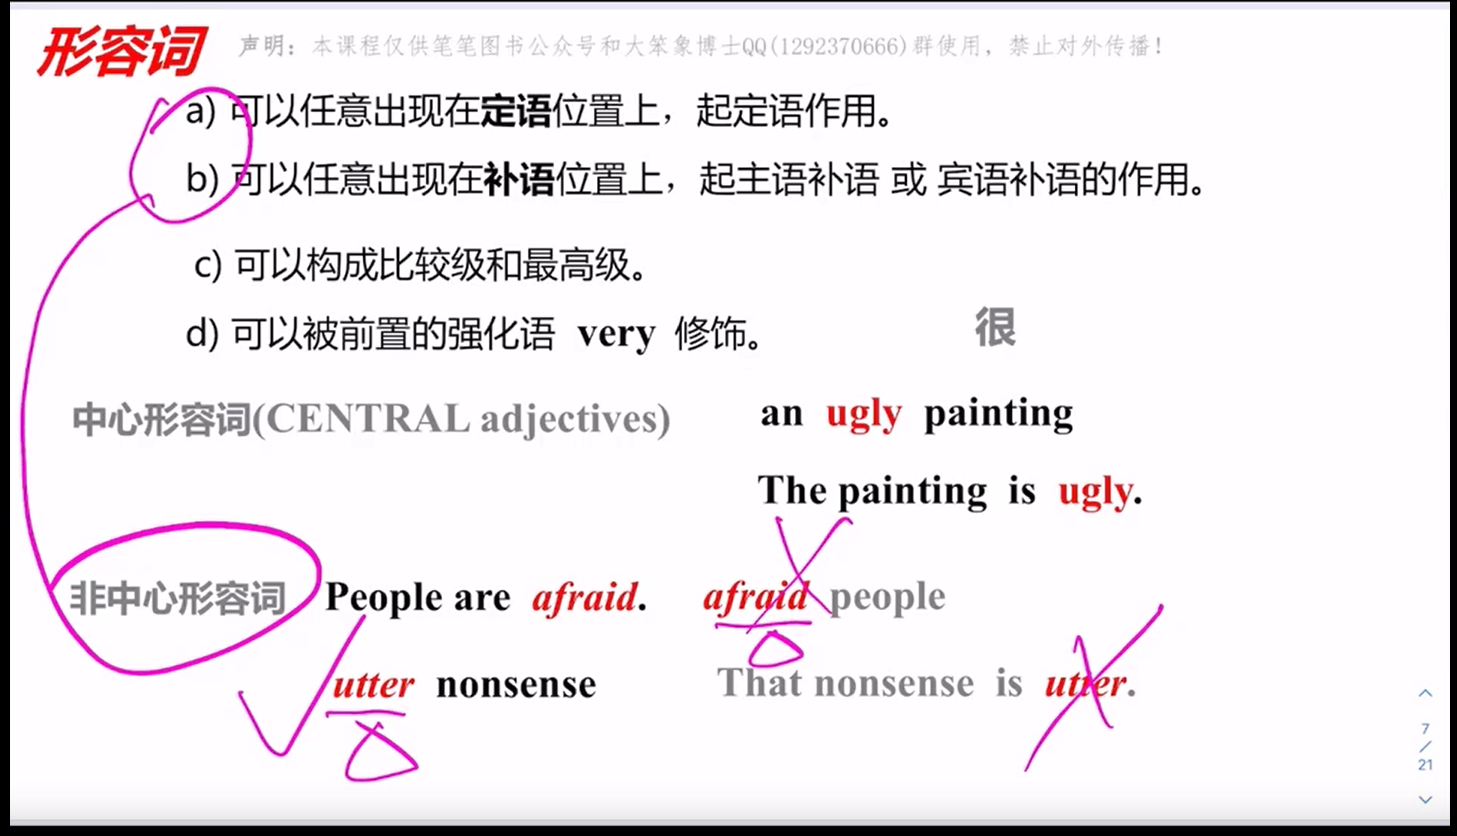 形容词 声明：本课程仅供笔笔图书公众号和大笨象博士QQ(1292370666)群使用，禁止对外传播！
a) 可以任意出现在定语位置上，起定语作用。
b) 可以任意出现在补语位置上，起主语补语 或 宾语补语的作用。
c) 可以构成比较级和最高级。
d) 可以被前置的强化语 very 修饰。 很
中心形容词(CENTRAL adjectives) an ugly painting
The painting is ugly.
非中心形容词 People are afraid. afraid people
utter nonsense That nonsense is utter.
7
/
21